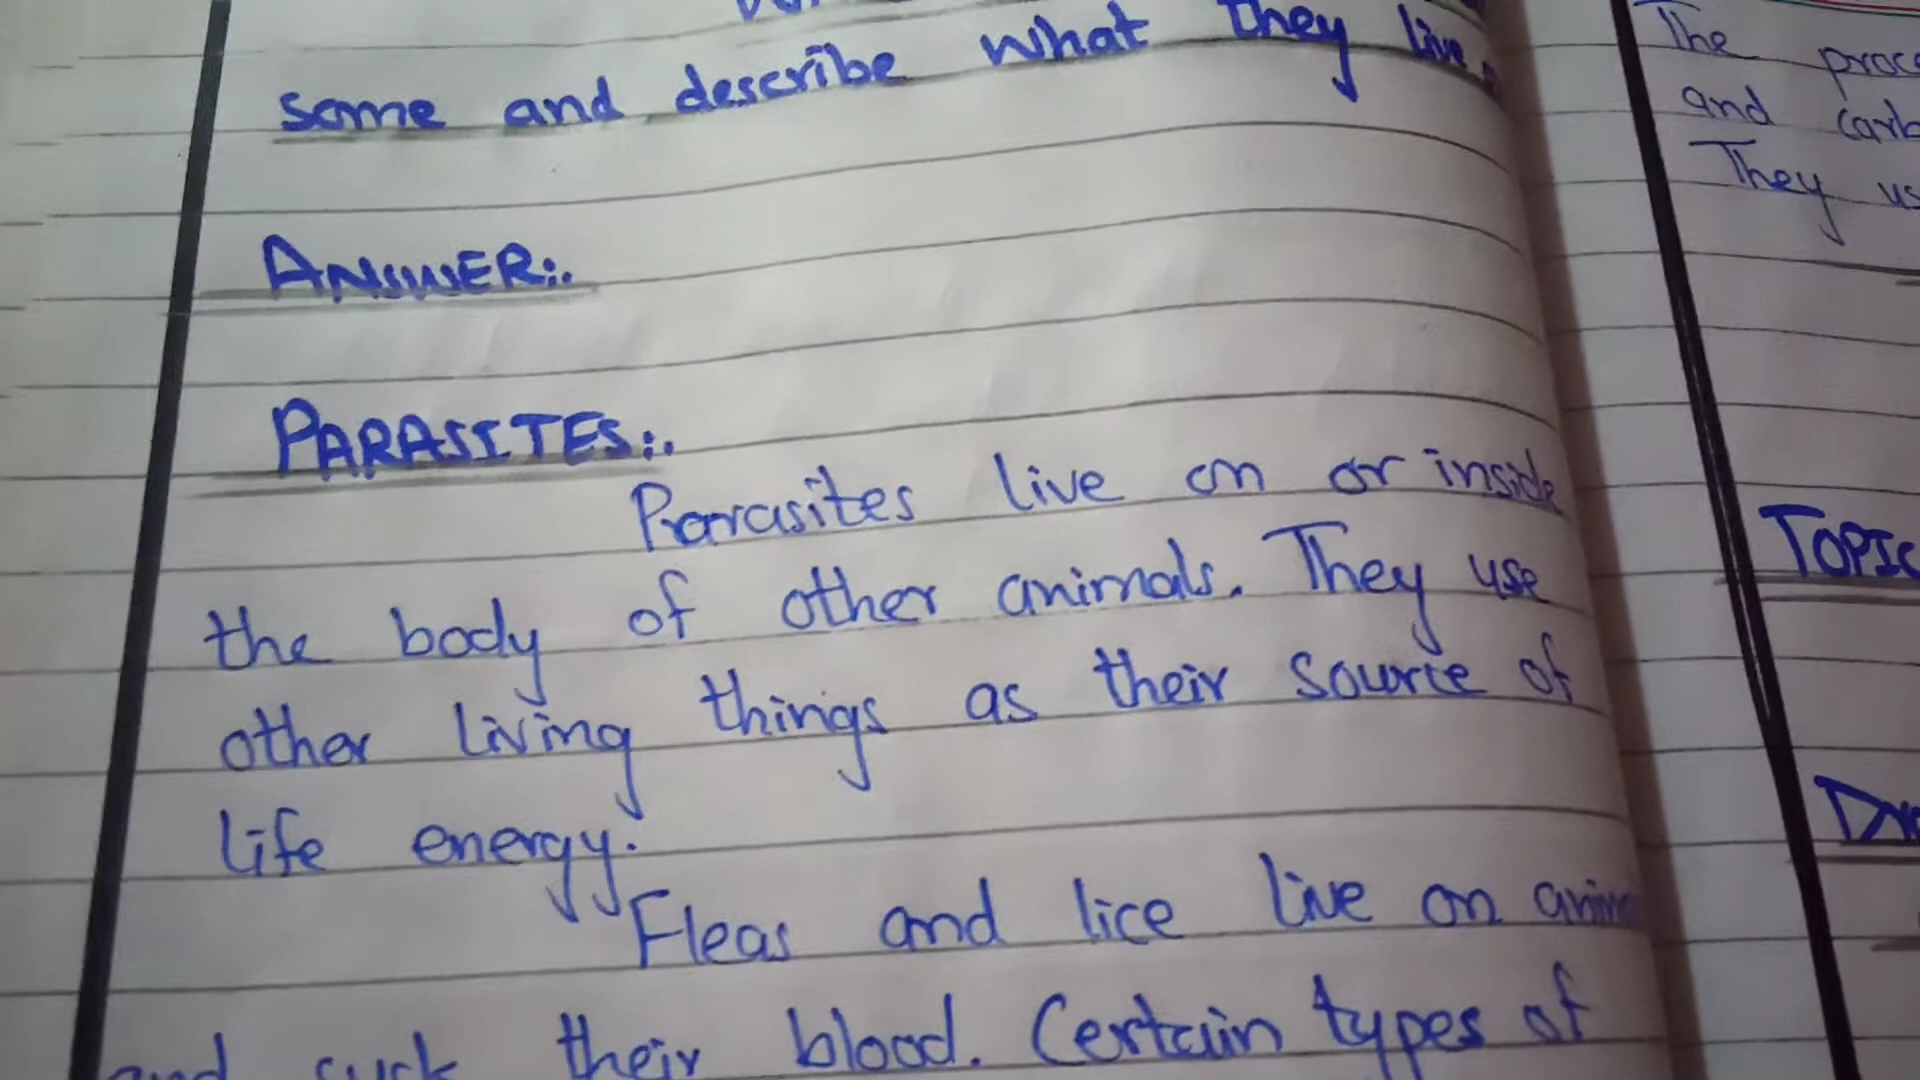 some and describe what they live
ANSWER:.
PARASITES:.
Parasites live on or inside
the body of other animals. They use
other living things as their source of
life energy.
Fleas and lice live on
and suck their blood. Certain types of
The
and
They
TOPIC